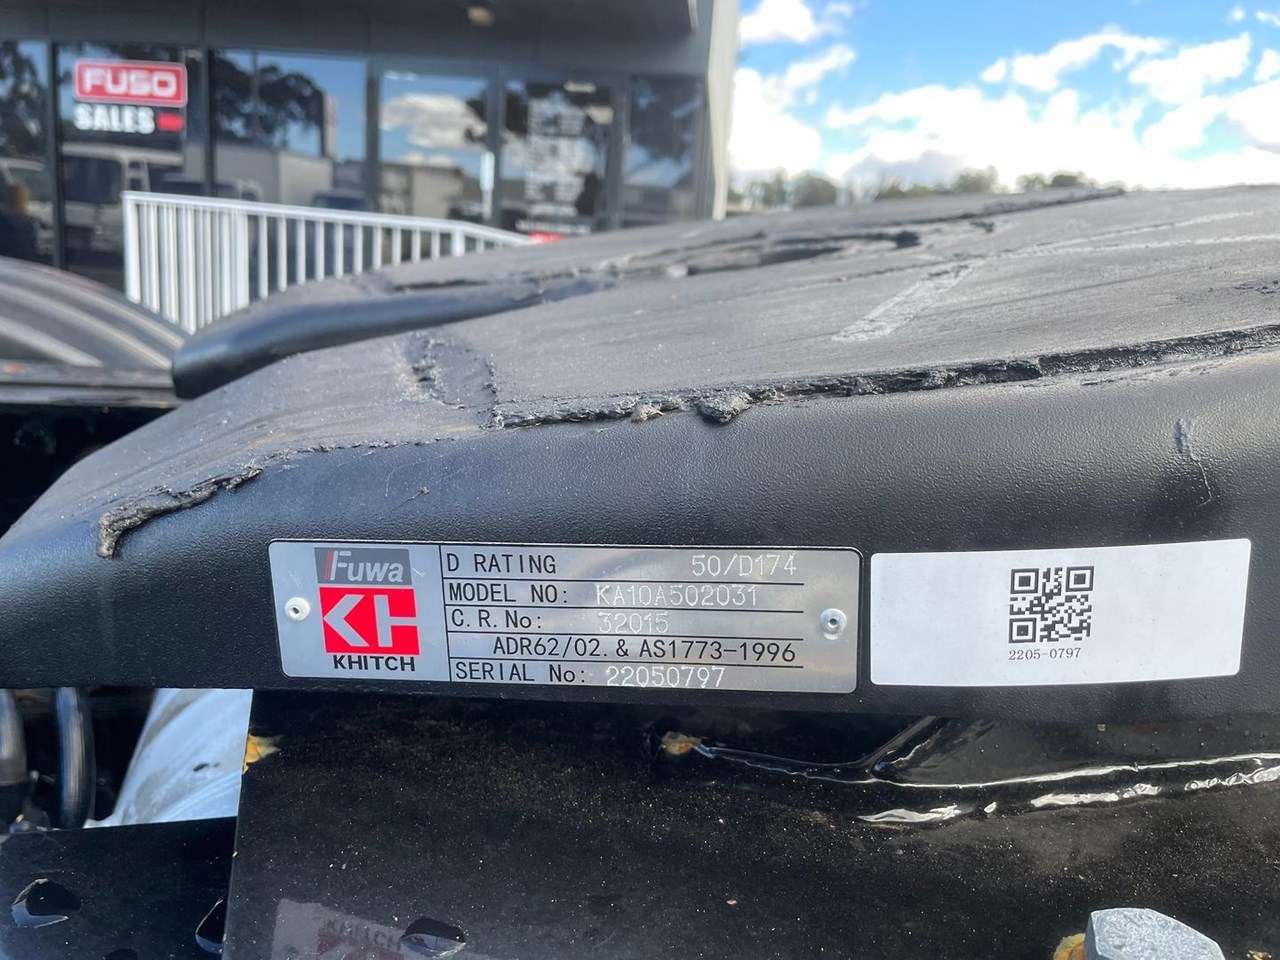 FUSO
SALES
Fuwa
KH
KHITCH
D RATING 50/D174
MODEL NO: KA10A502031
C.R.No: 32015
ADR62/02. & AS1773-1996
SERIAL No: 22050797
2205-0797
KHITCH